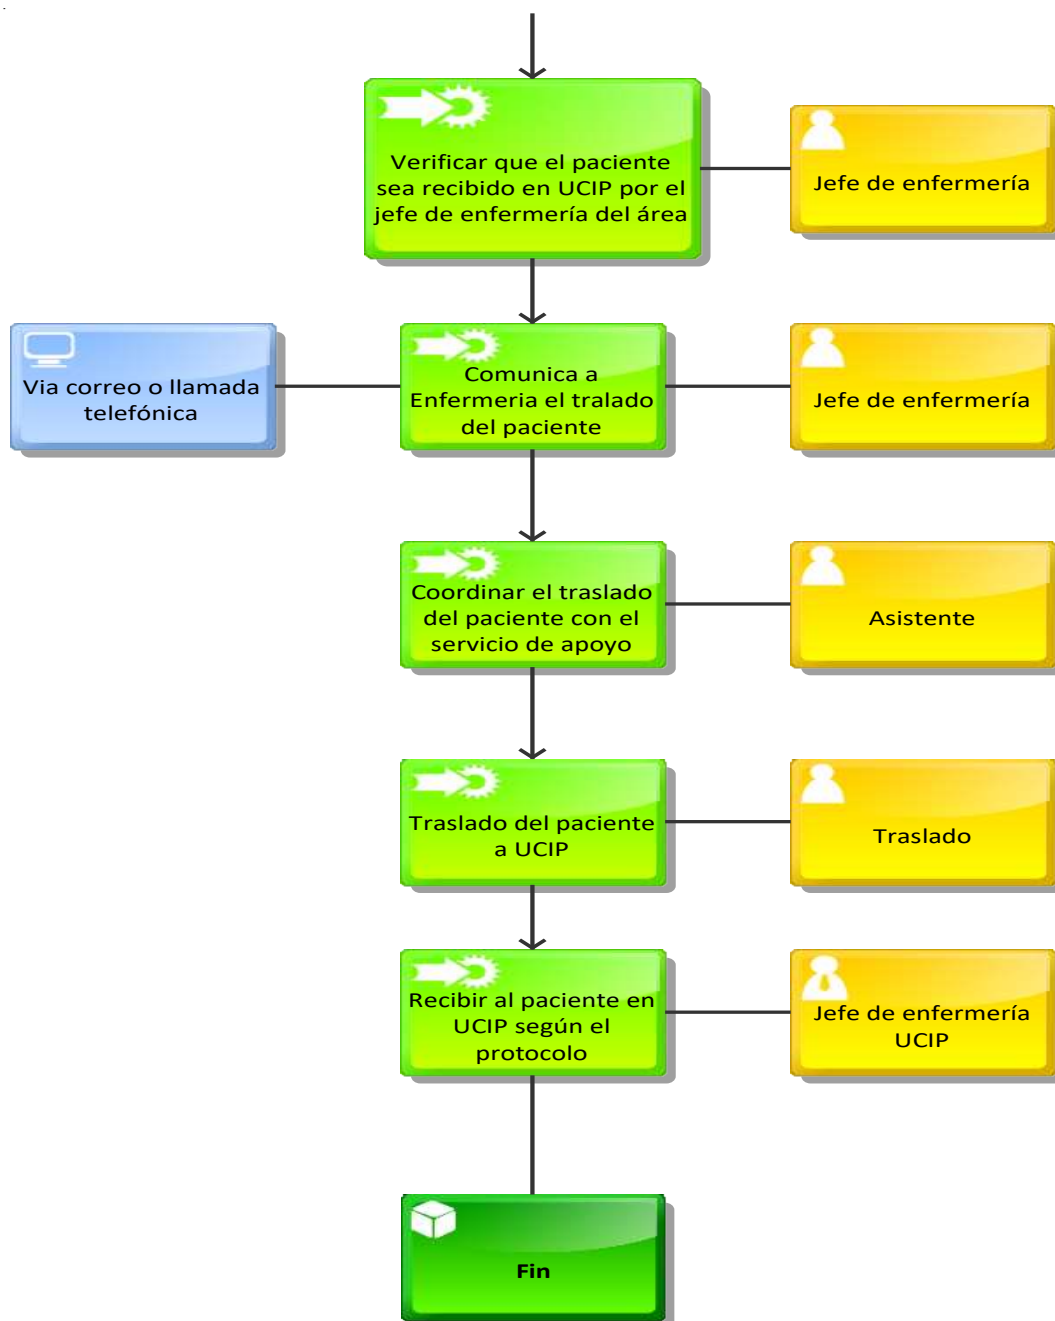 Verificar que el paciente
sea recibido en UCIP por el
jefe de enfermería del área
Jefe de enfermería
Via correo o llamada
telefónica
Comunica a
Enfermeria el tralado
del paciente
Jefe de enfermería
Coordinar el traslado
del paciente con el
servicio de apoyo
Asistente
Traslado del paciente
a UCIP
Traslado
Recibir al paciente en
UCIP según el
protocolo
Jefe de enfermería
UCIP
Fin